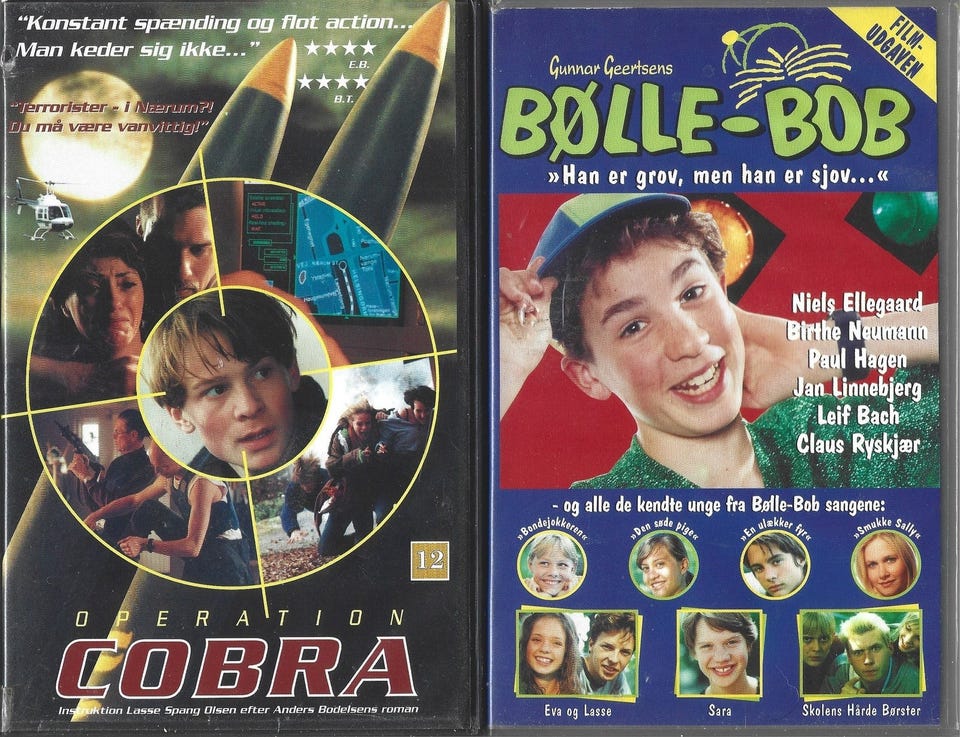 "Konstant spænding og flot action...
Man keder sig ikke..." ★★★★
E.B.
★★★★
B.T.
"Terrorister - i Nærum?!
Du må være vanvittig!"
12
OPERATION
COBRA
Instruktion Lasse Spang Olsen efter Anders Bodelsens roman
FILM-
UDGAVEN
Gunnar Geertsens
BØLLE-BOB
»Han er grov, men han er sjov...«
Niels Ellegaard
Birthe Neumann
Paul Hagen
Jan Linnebjerg
Leif Bach
Claus Ryskjær
- og alle de kendte unge fra Bølle-Bob sangene:
»Bondejokkeren«
»Den søde pige«
»En ulækker fyr«
»Smukke Sally«
Eva og Lasse
Sara
Skolens Hårde Børster